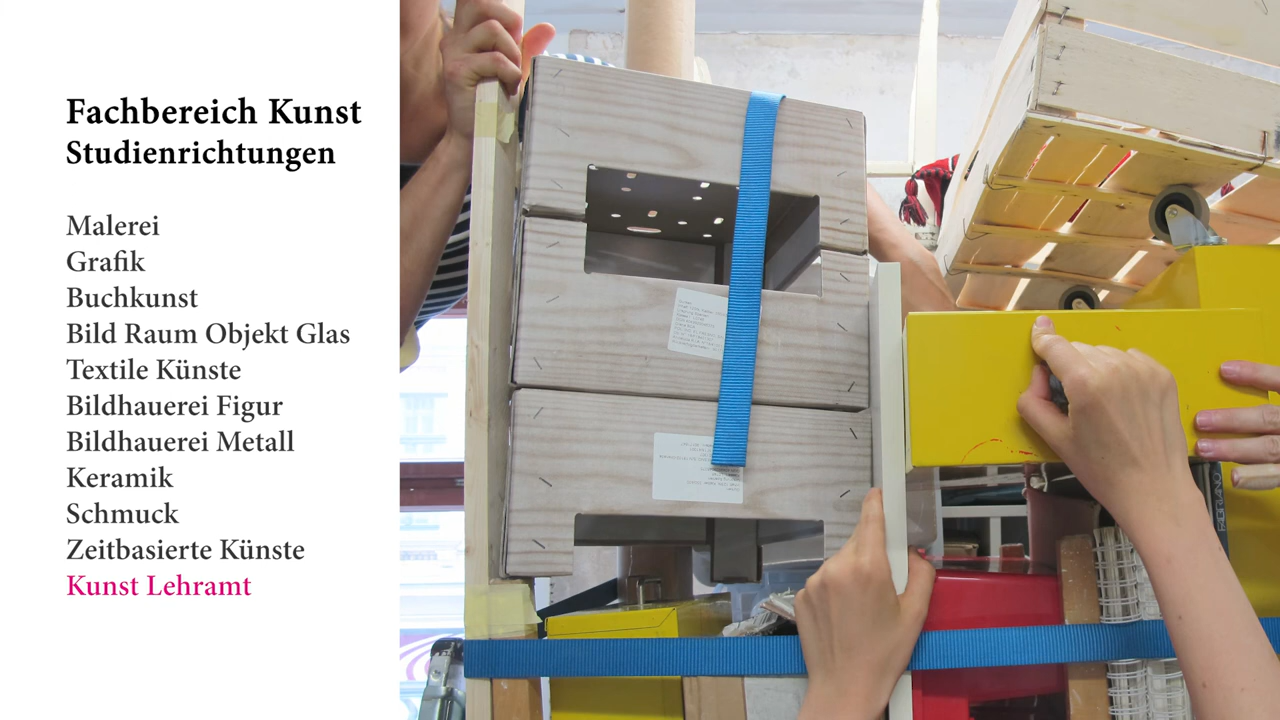 Fachbereich Kunst
Studienrichtungen
Malerei
Grafik
Buchkunst
Bild Raum Objekt Glas
Textile Künste
Bildhauerei Figur
Bildhauerei Metall
Keramik
Schmuck
Zeitbasierte Künste
Kunst Lehramt
FABRIANO